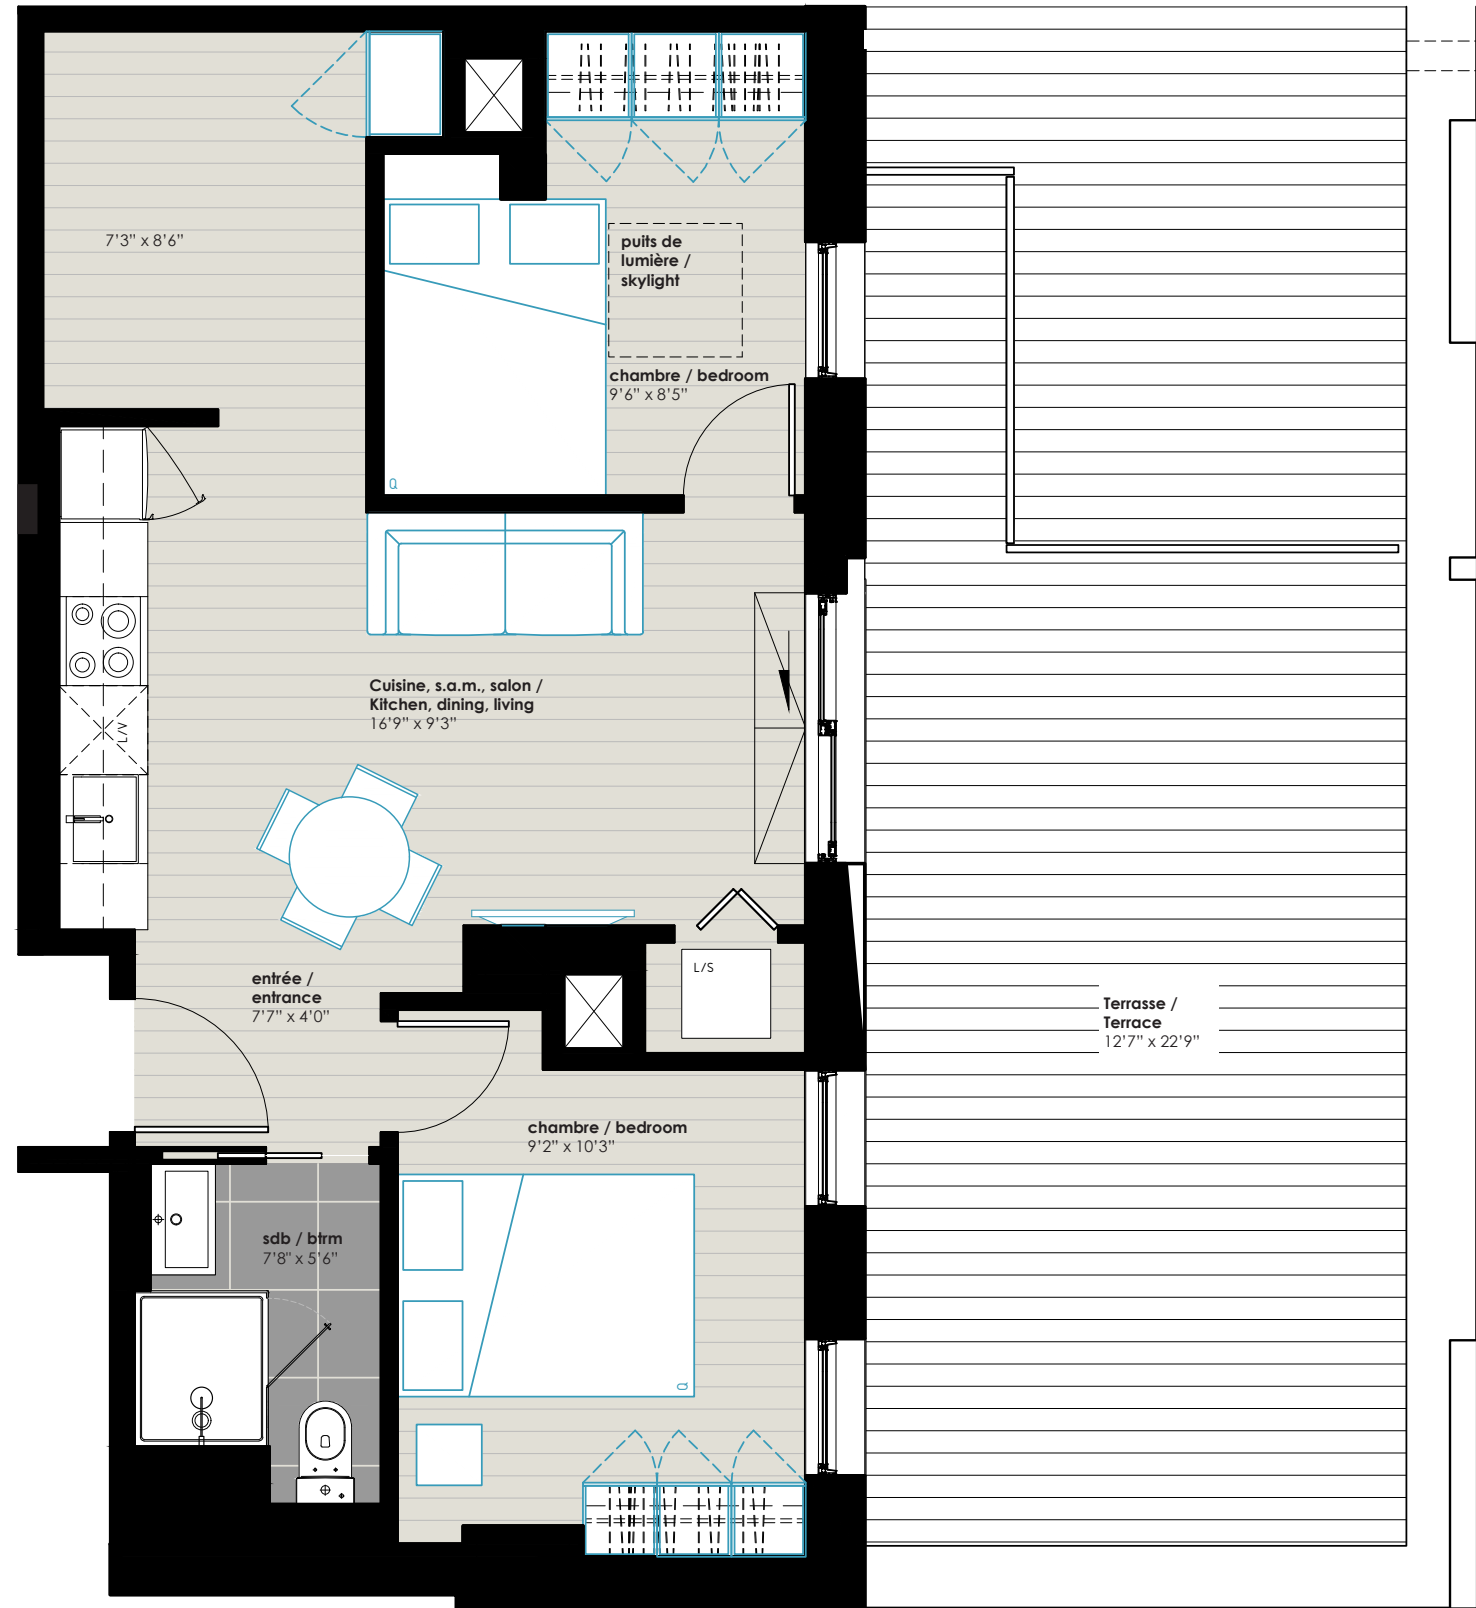 7'3" x 8'6"
puits de
lumière /
skylight
chambre / bedroom
9'6" x 8'5"
Q
Cuisine, s.a.m., salon /
Kitchen, dining, living
16'9" x 9'3"
L/V
entrée /
entrance
7'7" x 4'0"
L/S
Terrasse /
Terrace
12'7" x 22'9"
chambre / bedroom
9'2" x 10'3"
sdb / btrm
7'8" x 5'6"
Q